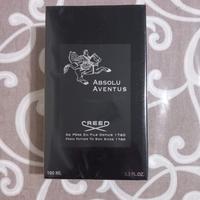 ABSOLU
AVENTUS
CREED
DE PÈRE EN FILS DEPUIS 1760
FROM FATHER TO SON SINCE 1760
100 ML
3.3 FL.OZ.